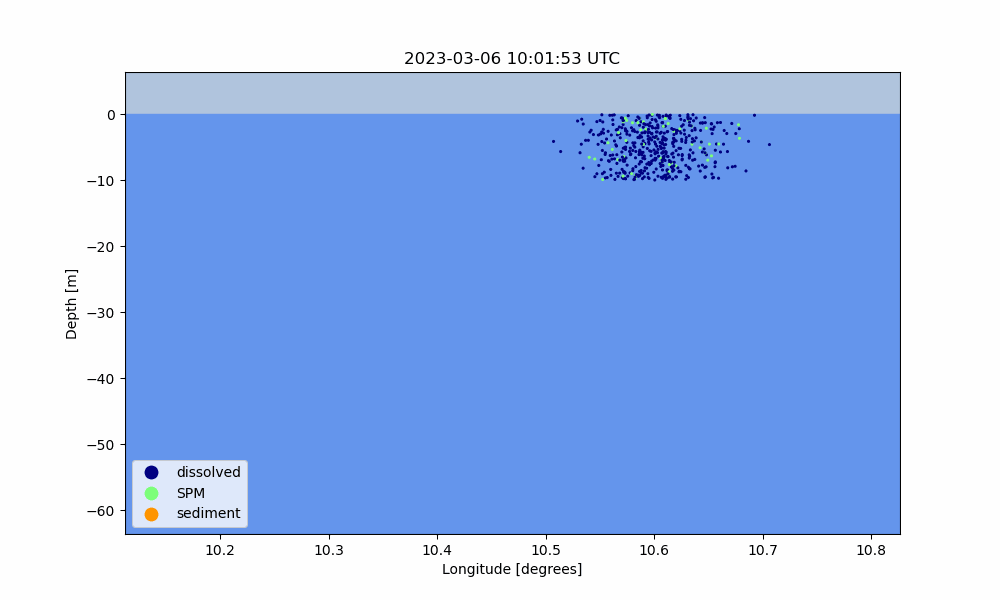 2023-03-06 10:01:53 UTC
0
−10
−20
−30
−40
−50
−60
Depth [m]
dissolved
SPM
sediment
10.2 10.3 10.4 10.5 10.6 10.7 10.8
Longitude [degrees]